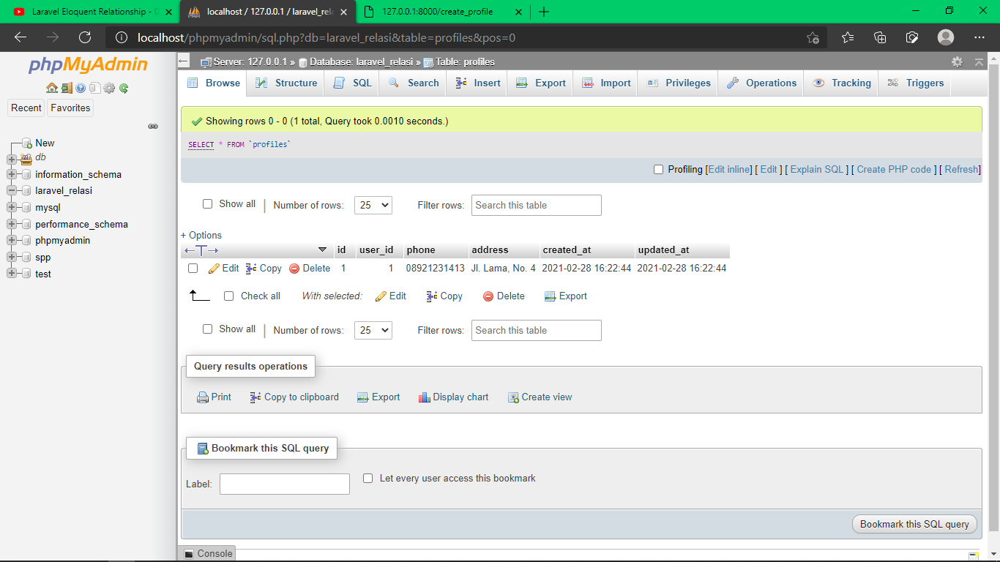 Laravel Eloquent Relationship -
localhost / 127.0.0.1 / laravel_rela
127.0.0.1:8000/create_profile
localhost/phpmyadmin/sql.php?db=laravel_relasi&table=profiles&pos=0
phpMyAdmin
Recent Favorites
New
db
information_schema
laravel_relasi
mysql
performance_schema
phpmyadmin
spp
test
Server: 127.0.0.1 » Database: laravel_relasi » Table: profiles
Browse Structure SQL Search Insert Export Import Privileges Operations Tracking Triggers
Showing rows 0 - 0 (1 total, Query took 0.0010 seconds.)
SELECT * FROM `profiles`
Profiling [Edit inline] [ Edit ] [ Explain SQL ] [ Create PHP code ] [ Refresh]
Show all | Number of rows: 25 Filter rows: Search this table
+ Options
←T→ id user_id phone address created_at updated_at
Edit Copy Delete 1 1 08921231413 Jl. Lama, No. 4 2021-02-28 16:22:44 2021-02-28 16:22:44
Check all With selected: Edit Copy Delete Export
Show all | Number of rows: 25 Filter rows: Search this table
Query results operations
Print Copy to clipboard Export Display chart Create view
Bookmark this SQL query
Label: Let every user access this bookmark
Bookmark this SQL query
Console